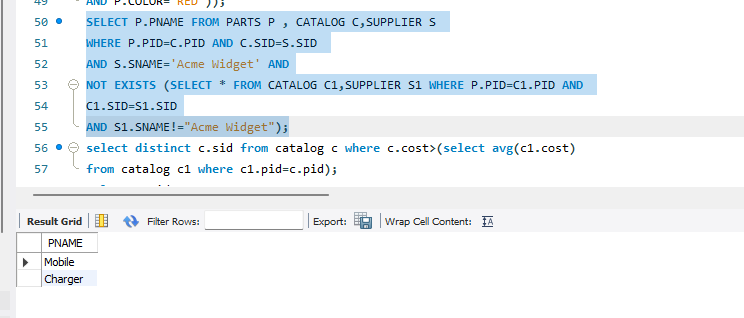 49 AND P.COLOR='RED'));
50 SELECT P.PNAME FROM PARTS P , CATALOG C,SUPPLIER S
51 WHERE P.PID=C.PID AND C.SID=S.SID
52 AND S.SNAME='Acme Widget' AND
53 NOT EXISTS (SELECT * FROM CATALOG C1,SUPPLIER S1 WHERE P.PID=C1.PID AND
54 C1.SID=S1.SID
55 AND S1.SNAME!="Acme Widget");
56 select distinct c.sid from catalog c where c.cost>(select avg(c1.cost)
57 from catalog c1 where c1.pid=c.pid);
Result Grid Filter Rows: Export: Wrap Cell Content: IA
PNAME
Mobile
Charger